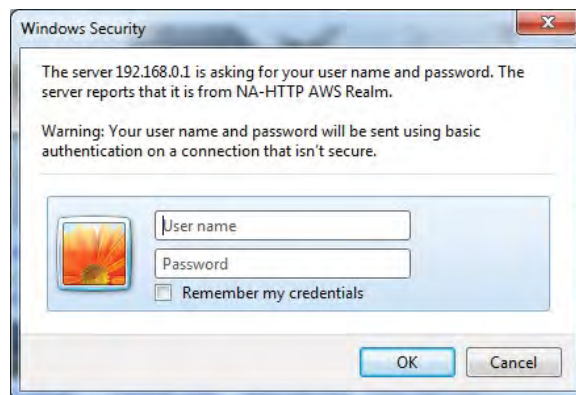 Windows Security
The server 192.168.0.1 is asking for your user name and password. The
server reports that it is from NA-HTTP AWS Realm.
Warning: Your user name and password will be sent using basic
authentication on a connection that isn't secure.
User name
Password
Remember my credentials
OK Cancel